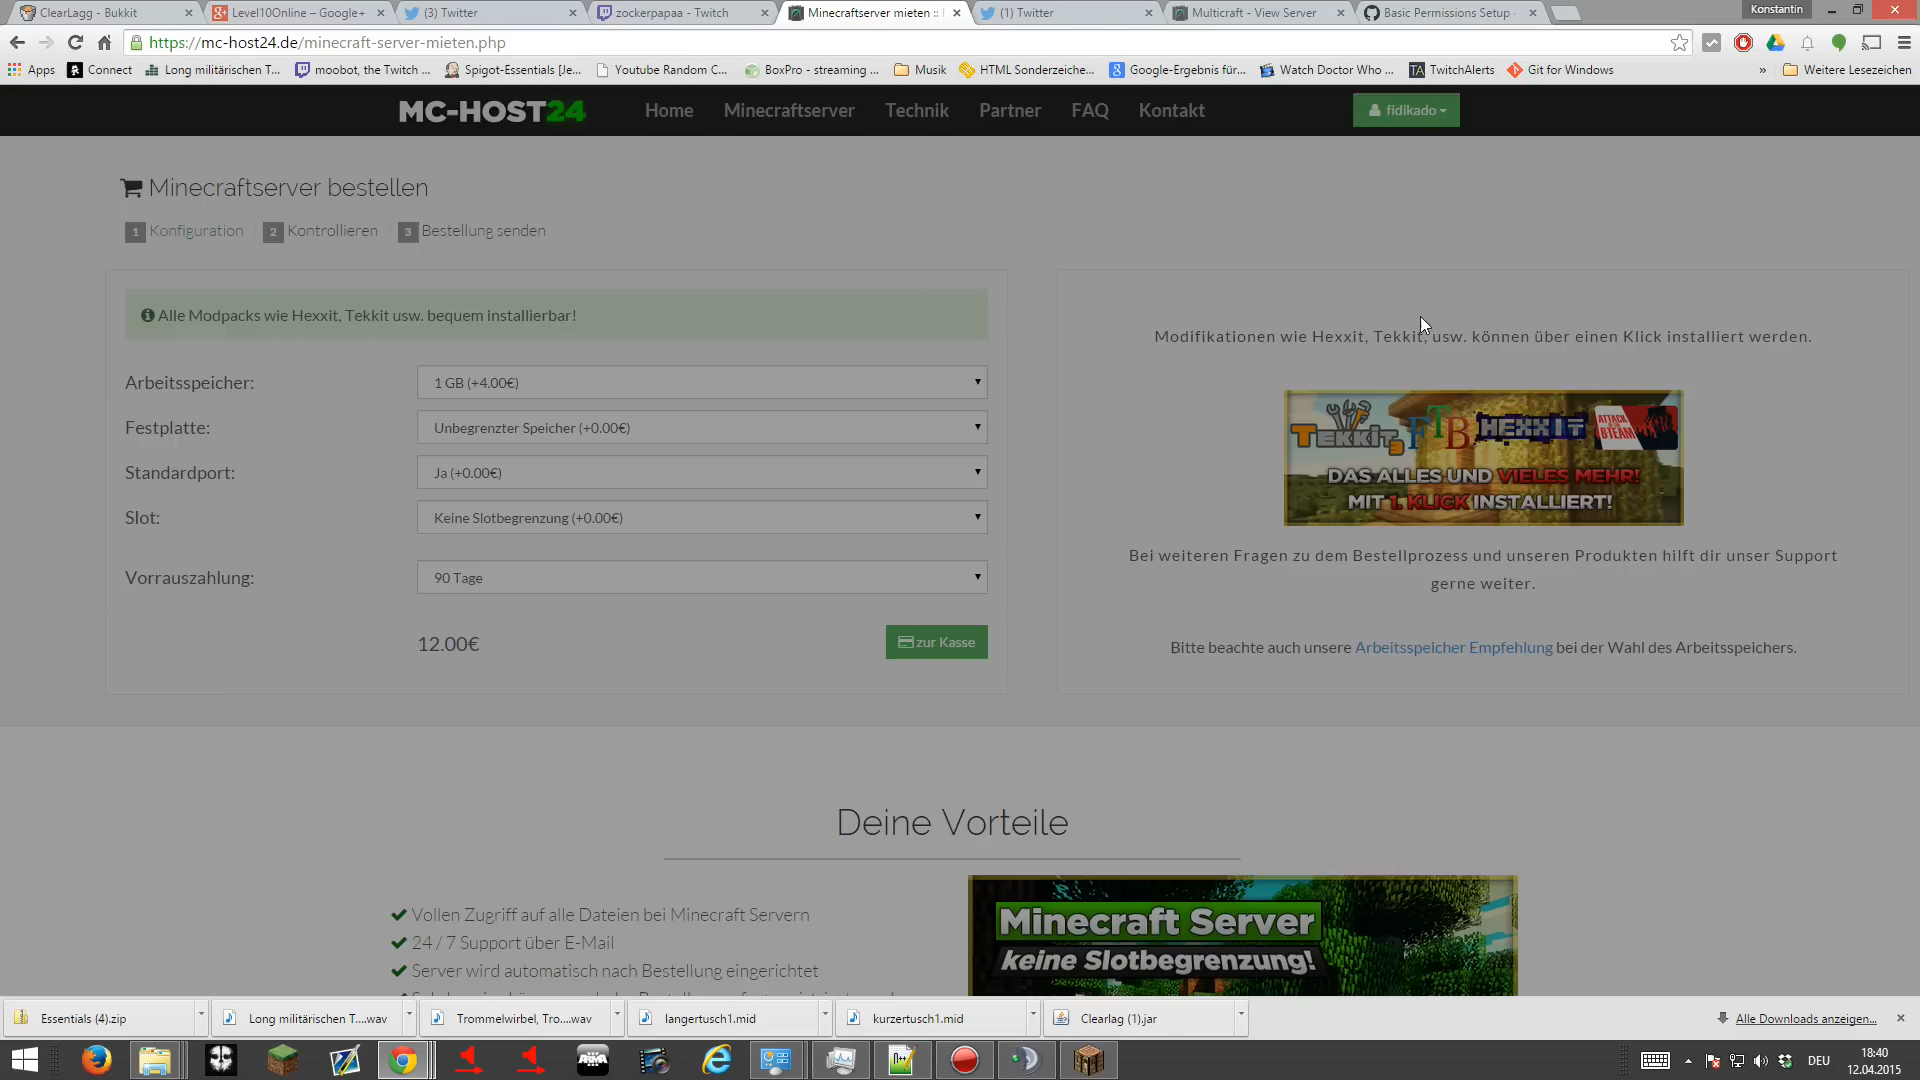 ClearLagg - Bukkit
Level10Online – Google+
(3) Twitter
zockerpapaa - Twitch
Minecraftserver mieten ::
(1) Twitter
Multicraft - View Server
Basic Permissions Setup
Konstantin
https://mc-host24.de/minecraft-server-mieten.php
Apps
Connect
Long militärischen T...
moobot, the Twitch ...
Spigot-Essentials [Je...
Youtube Random C...
BoxPro - streaming ...
Musik
HTML Sonderzeiche...
Google-Ergebnis für...
Watch Doctor Who ...
TwitchAlerts
Git for Windows
»
Weitere Lesezeichen
MC-HOST24
Home
Minecraftserver
Technik
Partner
FAQ
Kontakt
fidikado
Minecraftserver bestellen
1 Konfiguration / 2 Kontrollieren / 3 Bestellung senden
Alle Modpacks wie Hexxit, Tekkit usw. bequem installierbar!
Arbeitsspeicher: 1 GB (+4.00€)
Festplatte: Unbegrenzter Speicher (+0.00€)
Standardport: Ja (+0.00€)
Slot: Keine Slotbegrenzung (+0.00€)
Vorrauszahlung: 90 Tage
12.00€
zur Kasse
Modifikationen wie Hexxit, Tekkit, usw. können über einen Klick installiert werden.
TEKKIT FTB HEXXIT ATTACK OF THE BTEAM
DAS ALLES UND VIELES MEHR!
MIT 1. KLICK INSTALLIERT!
Bei weiteren Fragen zu dem Bestellprozess und unseren Produkten hilft dir unser Support
gerne weiter.
Bitte beachte auch unsere Arbeitsspeicher Empfehlung bei der Wahl des Arbeitsspeichers.
Deine Vorteile
Vollen Zugriff auf alle Dateien bei Minecraft Servern
24 / 7 Support über E-Mail
Server wird automatisch nach Bestellung eingerichtet
Minecraft Server
keine Slotbegrenzung!
Essentials (4).zip
Long militärischen T....wav
Trommelwirbel, Tro....wav
langertusch1.mid
kurzertusch1.mid
Clearlag (1).jar
Alle Downloads anzeigen...
ARMA
N++
DEU
18:40
12.04.2015